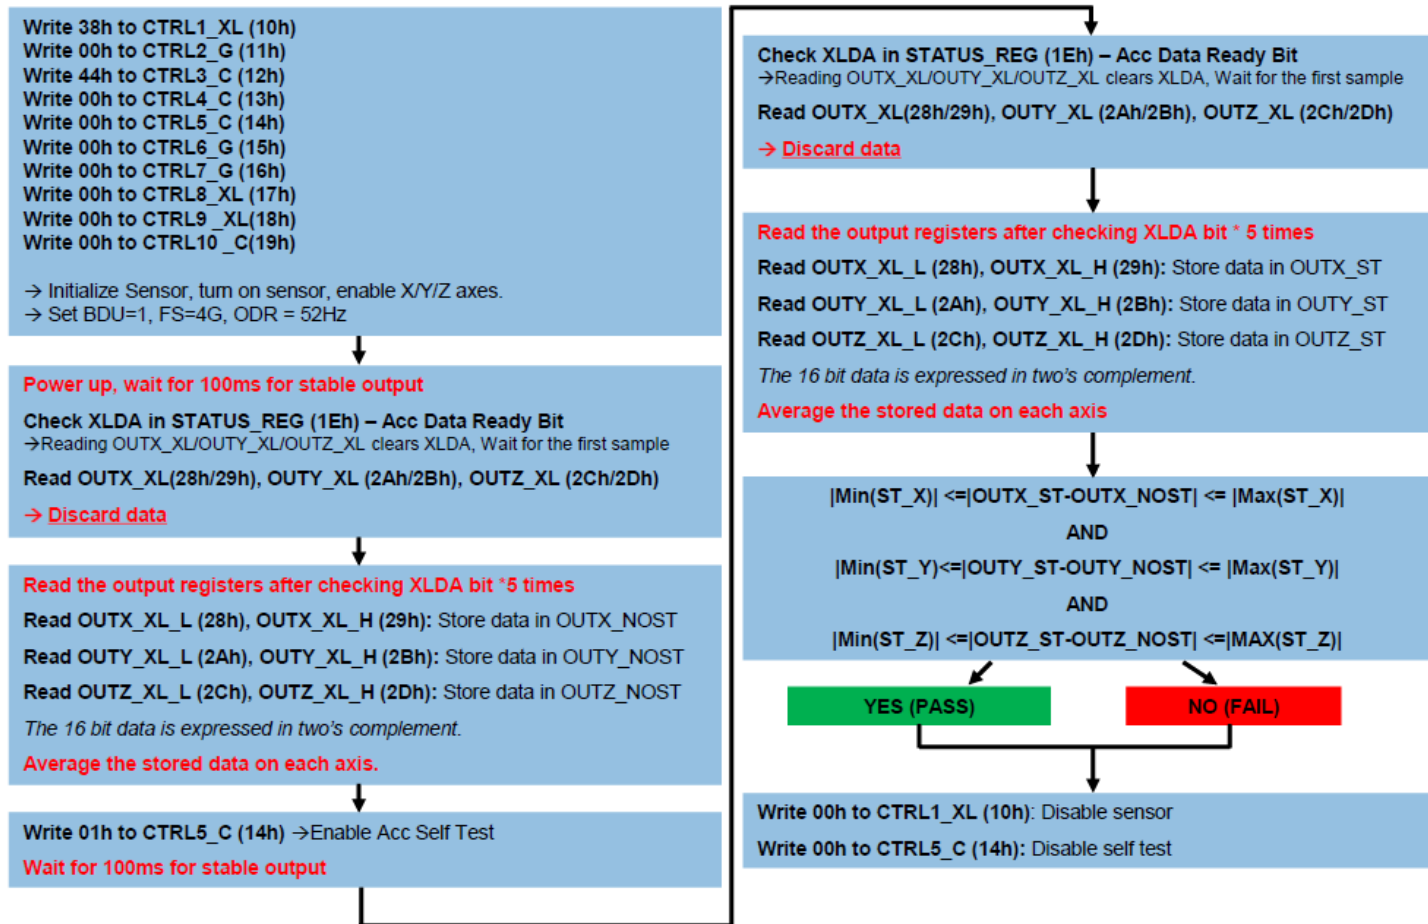 Write 38h to CTRL1_XL (10h)
Write 00h to CTRL2_G (11h)
Write 44h to CTRL3_C (12h)
Write 00h to CTRL4_C (13h)
Write 00h to CTRL5_C (14h)
Write 00h to CTRL6_G (15h)
Write 00h to CTRL7_G (16h)
Write 00h to CTRL8_XL (17h)
Write 00h to CTRL9 _XL(18h)
Write 00h to CTRL10 _C(19h)
→ Initialize Sensor, turn on sensor, enable X/Y/Z axes.
→ Set BDU=1, FS=4G, ODR = 52Hz
Power up, wait for 100ms for stable output
Check XLDA in STATUS_REG (1Eh) – Acc Data Ready Bit
→Reading OUTX_XL/OUTY_XL/OUTZ_XL clears XLDA, Wait for the first sample
Read OUTX_XL(28h/29h), OUTY_XL (2Ah/2Bh), OUTZ_XL (2Ch/2Dh)
→ Discard data
Read the output registers after checking XLDA bit *5 times
Read OUTX_XL_L (28h), OUTX_XL_H (29h): Store data in OUTX_NOST
Read OUTY_XL_L (2Ah), OUTY_XL_H (2Bh): Store data in OUTY_NOST
Read OUTZ_XL_L (2Ch), OUTZ_XL_H (2Dh): Store data in OUTZ_NOST
The 16 bit data is expressed in two's complement.
Average the stored data on each axis.
Write 01h to CTRL5_C (14h) →Enable Acc Self Test
Wait for 100ms for stable output
Check XLDA in STATUS_REG (1Eh) – Acc Data Ready Bit
→Reading OUTX_XL/OUTY_XL/OUTZ_XL clears XLDA, Wait for the first sample
Read OUTX_XL(28h/29h), OUTY_XL (2Ah/2Bh), OUTZ_XL (2Ch/2Dh)
→ Discard data
Read the output registers after checking XLDA bit * 5 times
Read OUTX_XL_L (28h), OUTX_XL_H (29h): Store data in OUTX_ST
Read OUTY_XL_L (2Ah), OUTY_XL_H (2Bh): Store data in OUTY_ST
Read OUTZ_XL_L (2Ch), OUTZ_XL_H (2Dh): Store data in OUTZ_ST
The 16 bit data is expressed in two's complement.
Average the stored data on each axis
|Min(ST_X)| <=|OUTX_ST-OUTX_NOST| <= |Max(ST_X)|
AND
|Min(ST_Y)<=|OUTY_ST-OUTY_NOST| <= |Max(ST_Y)|
AND
|Min(ST_Z)| <=|OUTZ_ST-OUTZ_NOST| <=|MAX(ST_Z)|
YES (PASS)
NO (FAIL)
Write 00h to CTRL1_XL (10h): Disable sensor
Write 00h to CTRL5_C (14h): Disable self test